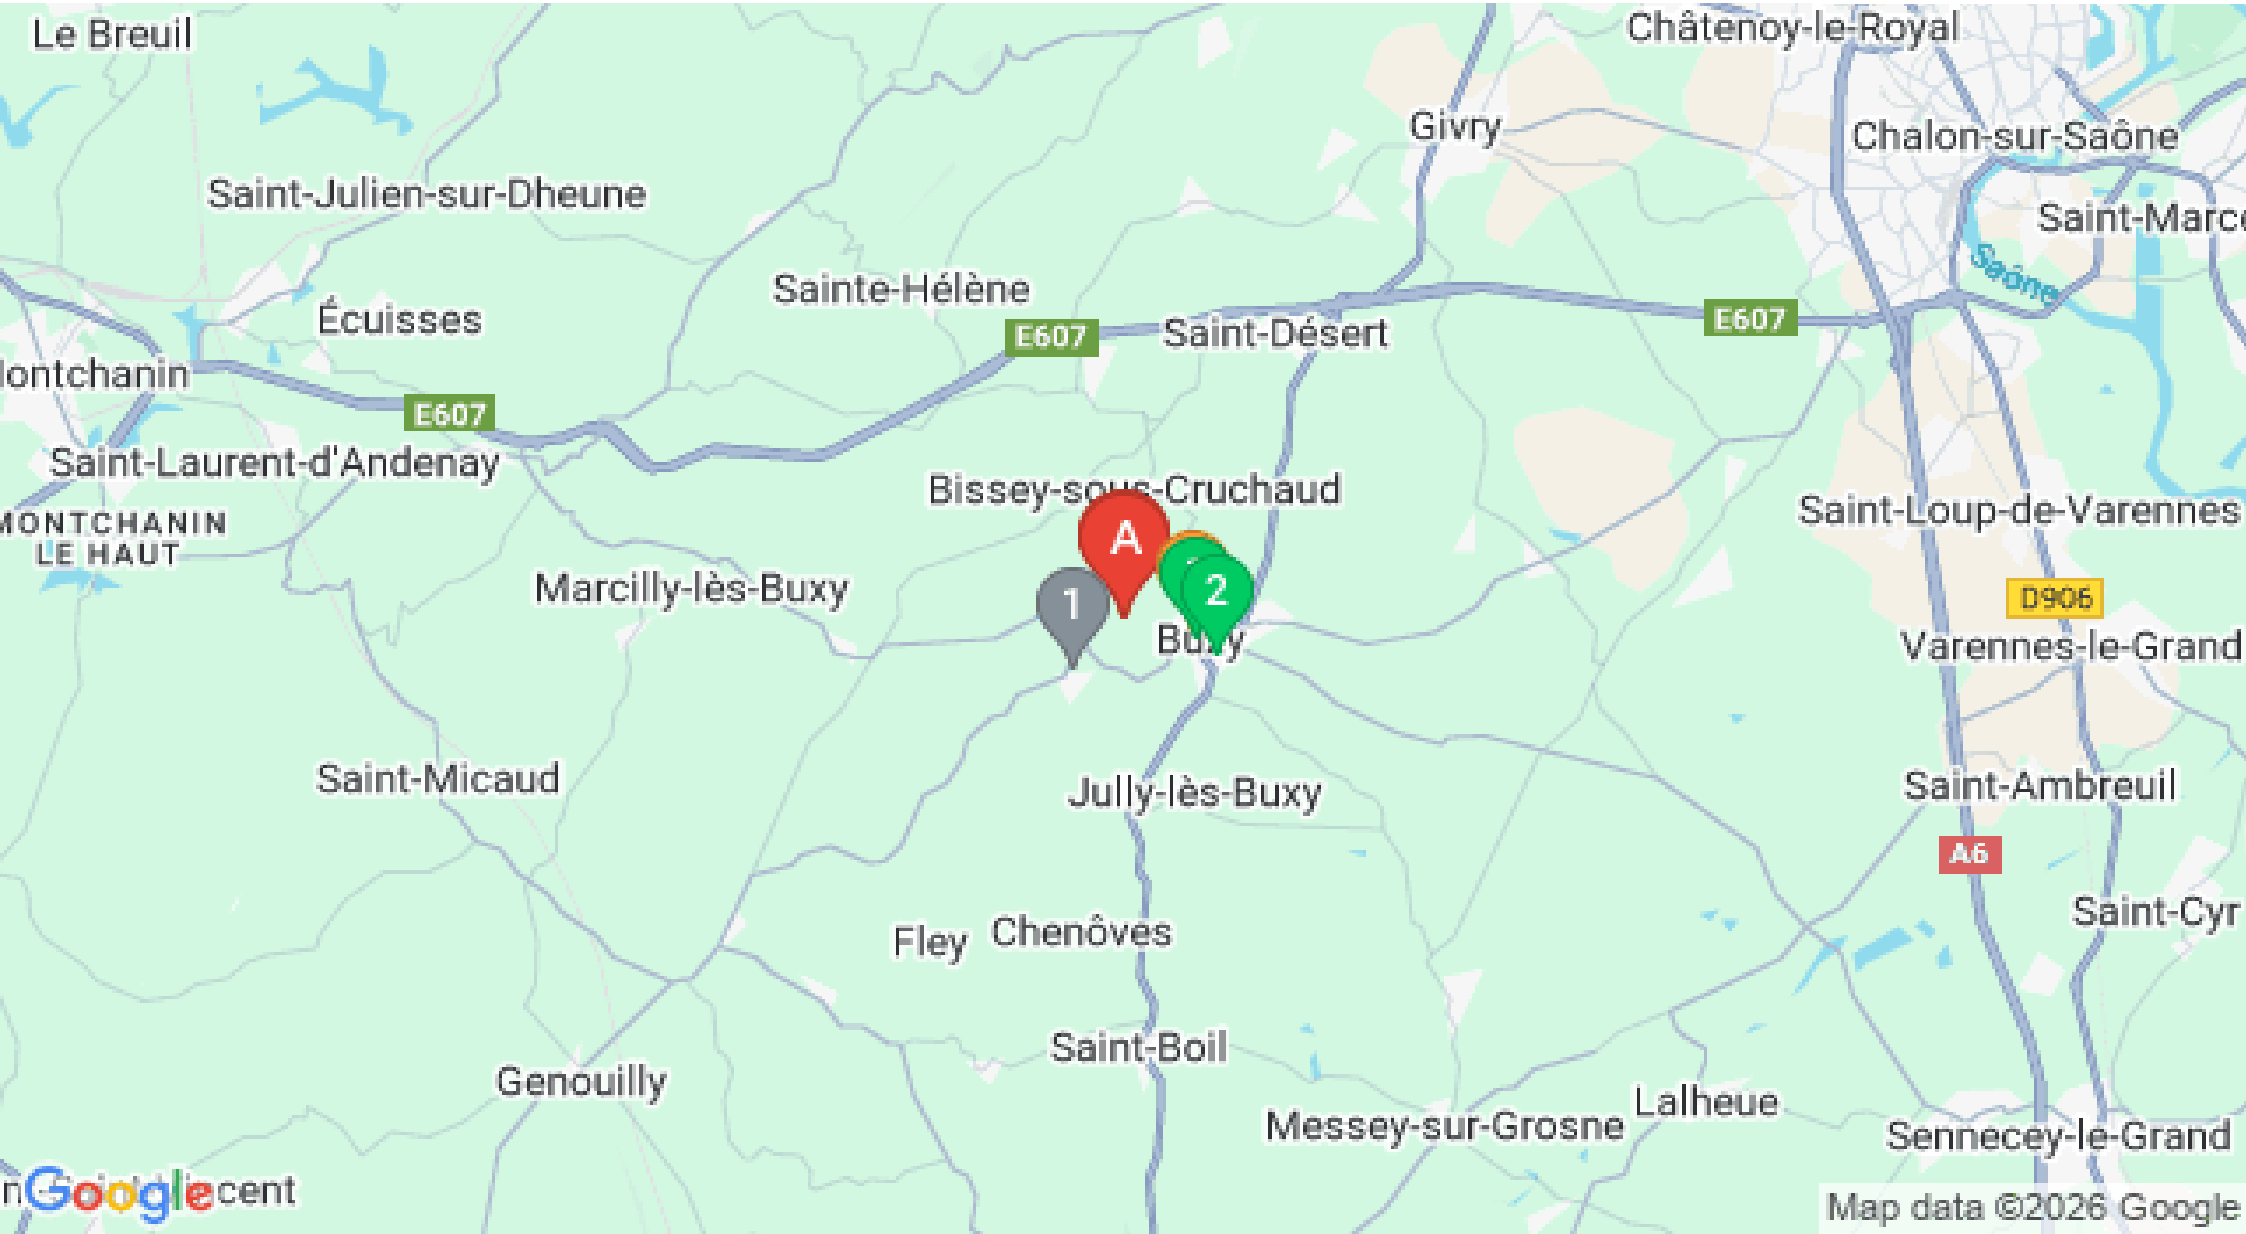 Le Breuil
Châtenoy-le-Royal
Givry
Chalon-sur-Saône
Saint-Julien-sur-Dheune
Saint-Marc
Saône
Sainte-Hélène
Écuisses
E607
E607
Saint-Désert
ontchanin
E607
Saint-Laurent-d'Andenay
Bissey-sous-Cruchaud
MONTCHANIN
LE HAUT
Saint-Loup-de-Varennes
A
Marcilly-lès-Buxy
1
2
D906
Buxy
Varennes-le-Grand
Saint-Micaud
Jully-lès-Buxy
Saint-Ambreuil
A6
Fley
Chenôves
Saint-Cyr
Saint-Boil
Genouilly
Messey-sur-Grosne
Lalheue
Sennecey-le-Grand
Google
cent
Map data ©2026 Google